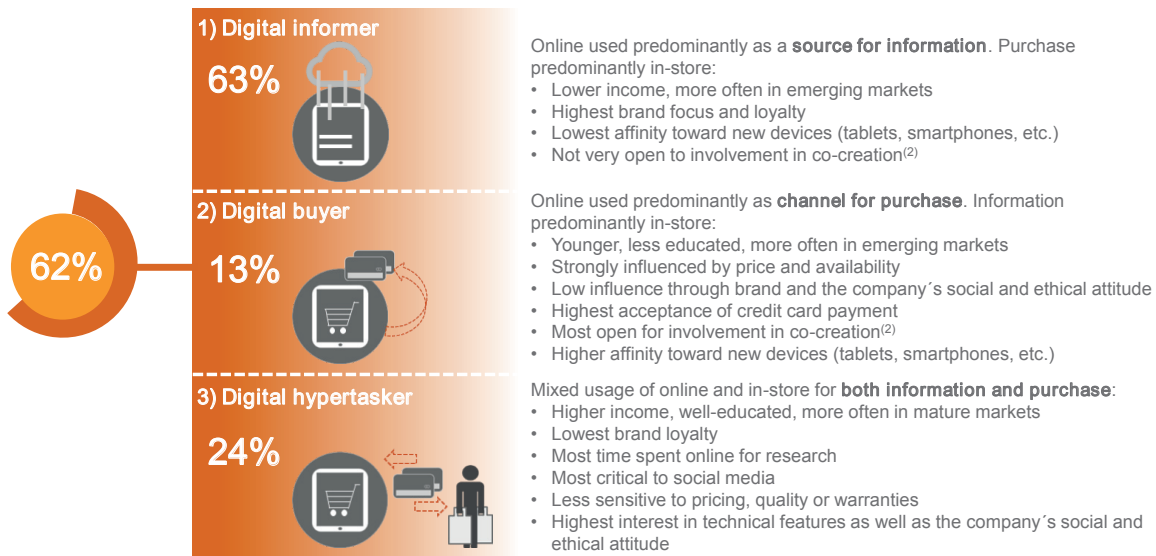 62%
1) Digital informer
63%
Online used predominantly as a source for information. Purchase
predominantly in-store:
• Lower income, more often in emerging markets
• Highest brand focus and loyalty
• Lowest affinity toward new devices (tablets, smartphones, etc.)
• Not very open to involvement in co-creation(2)
2) Digital buyer
13%
Online used predominantly as channel for purchase. Information
predominantly in-store:
• Younger, less educated, more often in emerging markets
• Strongly influenced by price and availability
• Low influence through brand and the company´s social and ethical attitude
• Highest acceptance of credit card payment
• Most open for involvement in co-creation(2)
• Higher affinity toward new devices (tablets, smartphones, etc.)
3) Digital hypertasker
24%
Mixed usage of online and in-store for both information and purchase:
• Higher income, well-educated, more often in mature markets
• Lowest brand loyalty
• Most time spent online for research
• Most critical to social media
• Less sensitive to pricing, quality or warranties
• Highest interest in technical features as well as the company´s social and
ethical attitude